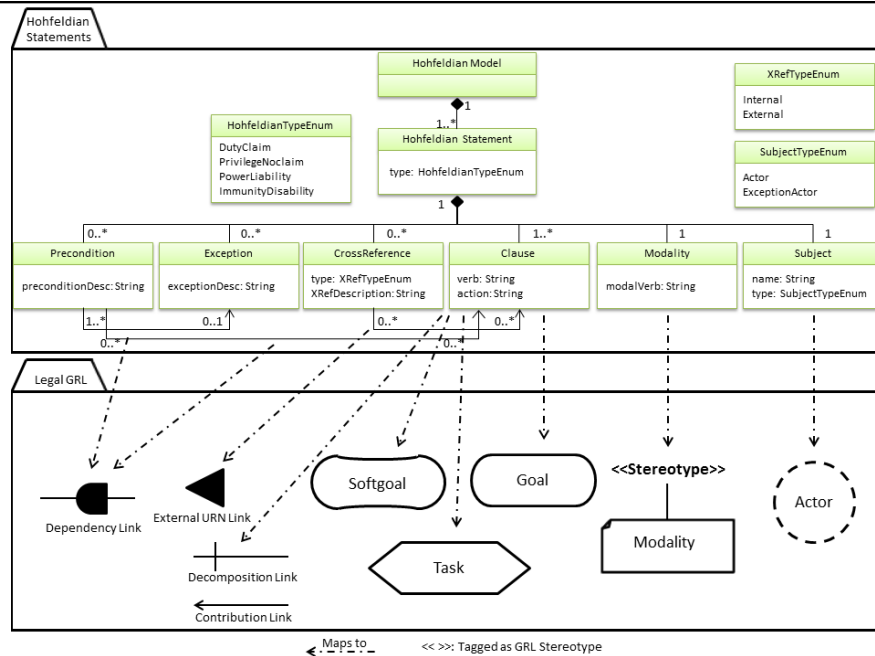 Hohfeldian
Statements
Hohfeldian Model
XRefTypeEnum
Internal
External
1
1..*
HohfeldianTypeEnum
DutyClaim
PrivilegeNoclaim
PowerLiability
ImmunityDisability
Hohfeldian Statement
type: HohfeldianTypeEnum
SubjectTypeEnum
Actor
ExceptionActor
1
0..* 0..* 0..* 1..* 1 1
Precondition
preconditionDesc:String
Exception
exceptionDesc: String
CrossReference
type: XRefTypeEnum
XRefDescription:String
Clause
verb: String
action:String
Modality
modalVerb: String
Subject
name: String
type: SubjectTypeEnum
1..* 0..1 0..* 0..*
0..* 0..*
Legal GRL
Dependency Link
External URN Link
Softgoal
Goal
<<Stereotype>>
Modality
Actor
Decomposition Link
Task
Contribution Link
Maps to
<< >>: Tagged as GRL Stereotype